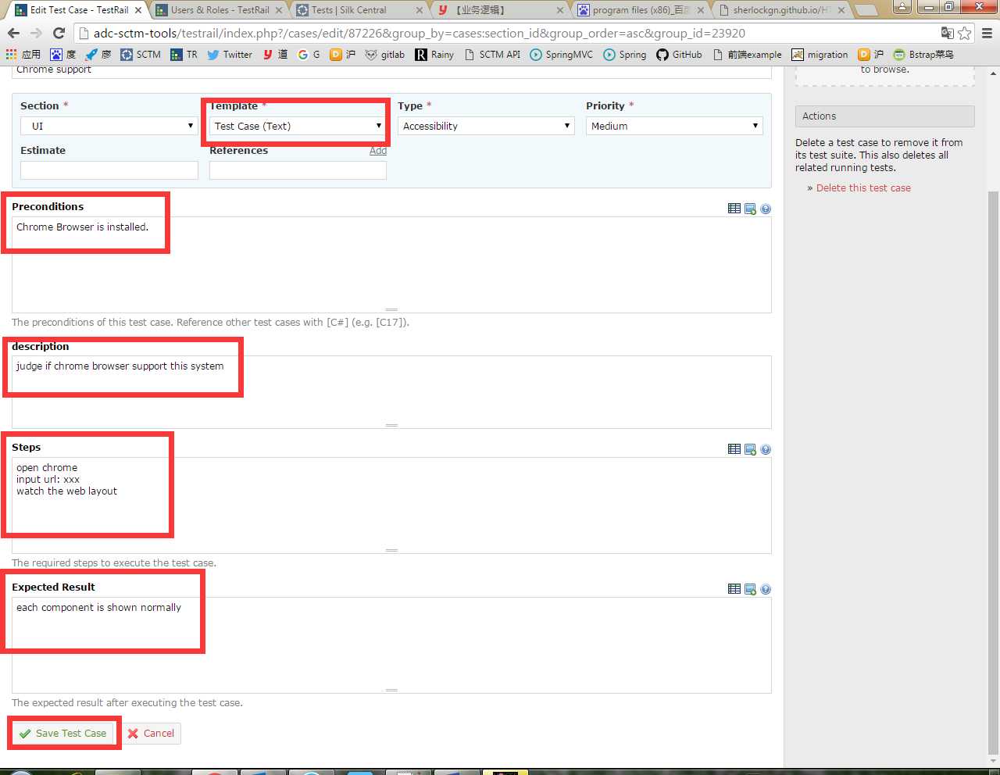 Edit Test Case - TestRail
Users & Roles - TestRail
Tests | Silk Central
【业务逻辑】
program files (x86)_百度
sherlockgn.github.io/HT
adc-sctm-tools/testrail/index.php?/cases/edit/87226&group_by=cases:section_id&group_order=asc&group_id=23920
应用 度 廖 SCTM TR Twitter 道 G 沪 gitlab Rainy SCTM API SpringMVC Spring GitHub 前端example migration 沪 Bstrap菜鸟
Chrome support
to browse.
Section * Template * Type * Priority *
UI Test Case (Text) Accessibility Medium
Estimate References Add
Actions
Delete a test case to remove it from
its test suite. This also deletes all
related running tests.
» Delete this test case
Preconditions
Chrome Browser is installed.
The preconditions of this test case. Reference other test cases with [C#] (e.g. [C17]).
description
judge if chrome browser support this system
Steps
open chrome
input url: xxx
watch the web layout
The required steps to execute the test case.
Expected Result
each component is shown normally
The expected result after executing the test case.
Save Test Case Cancel